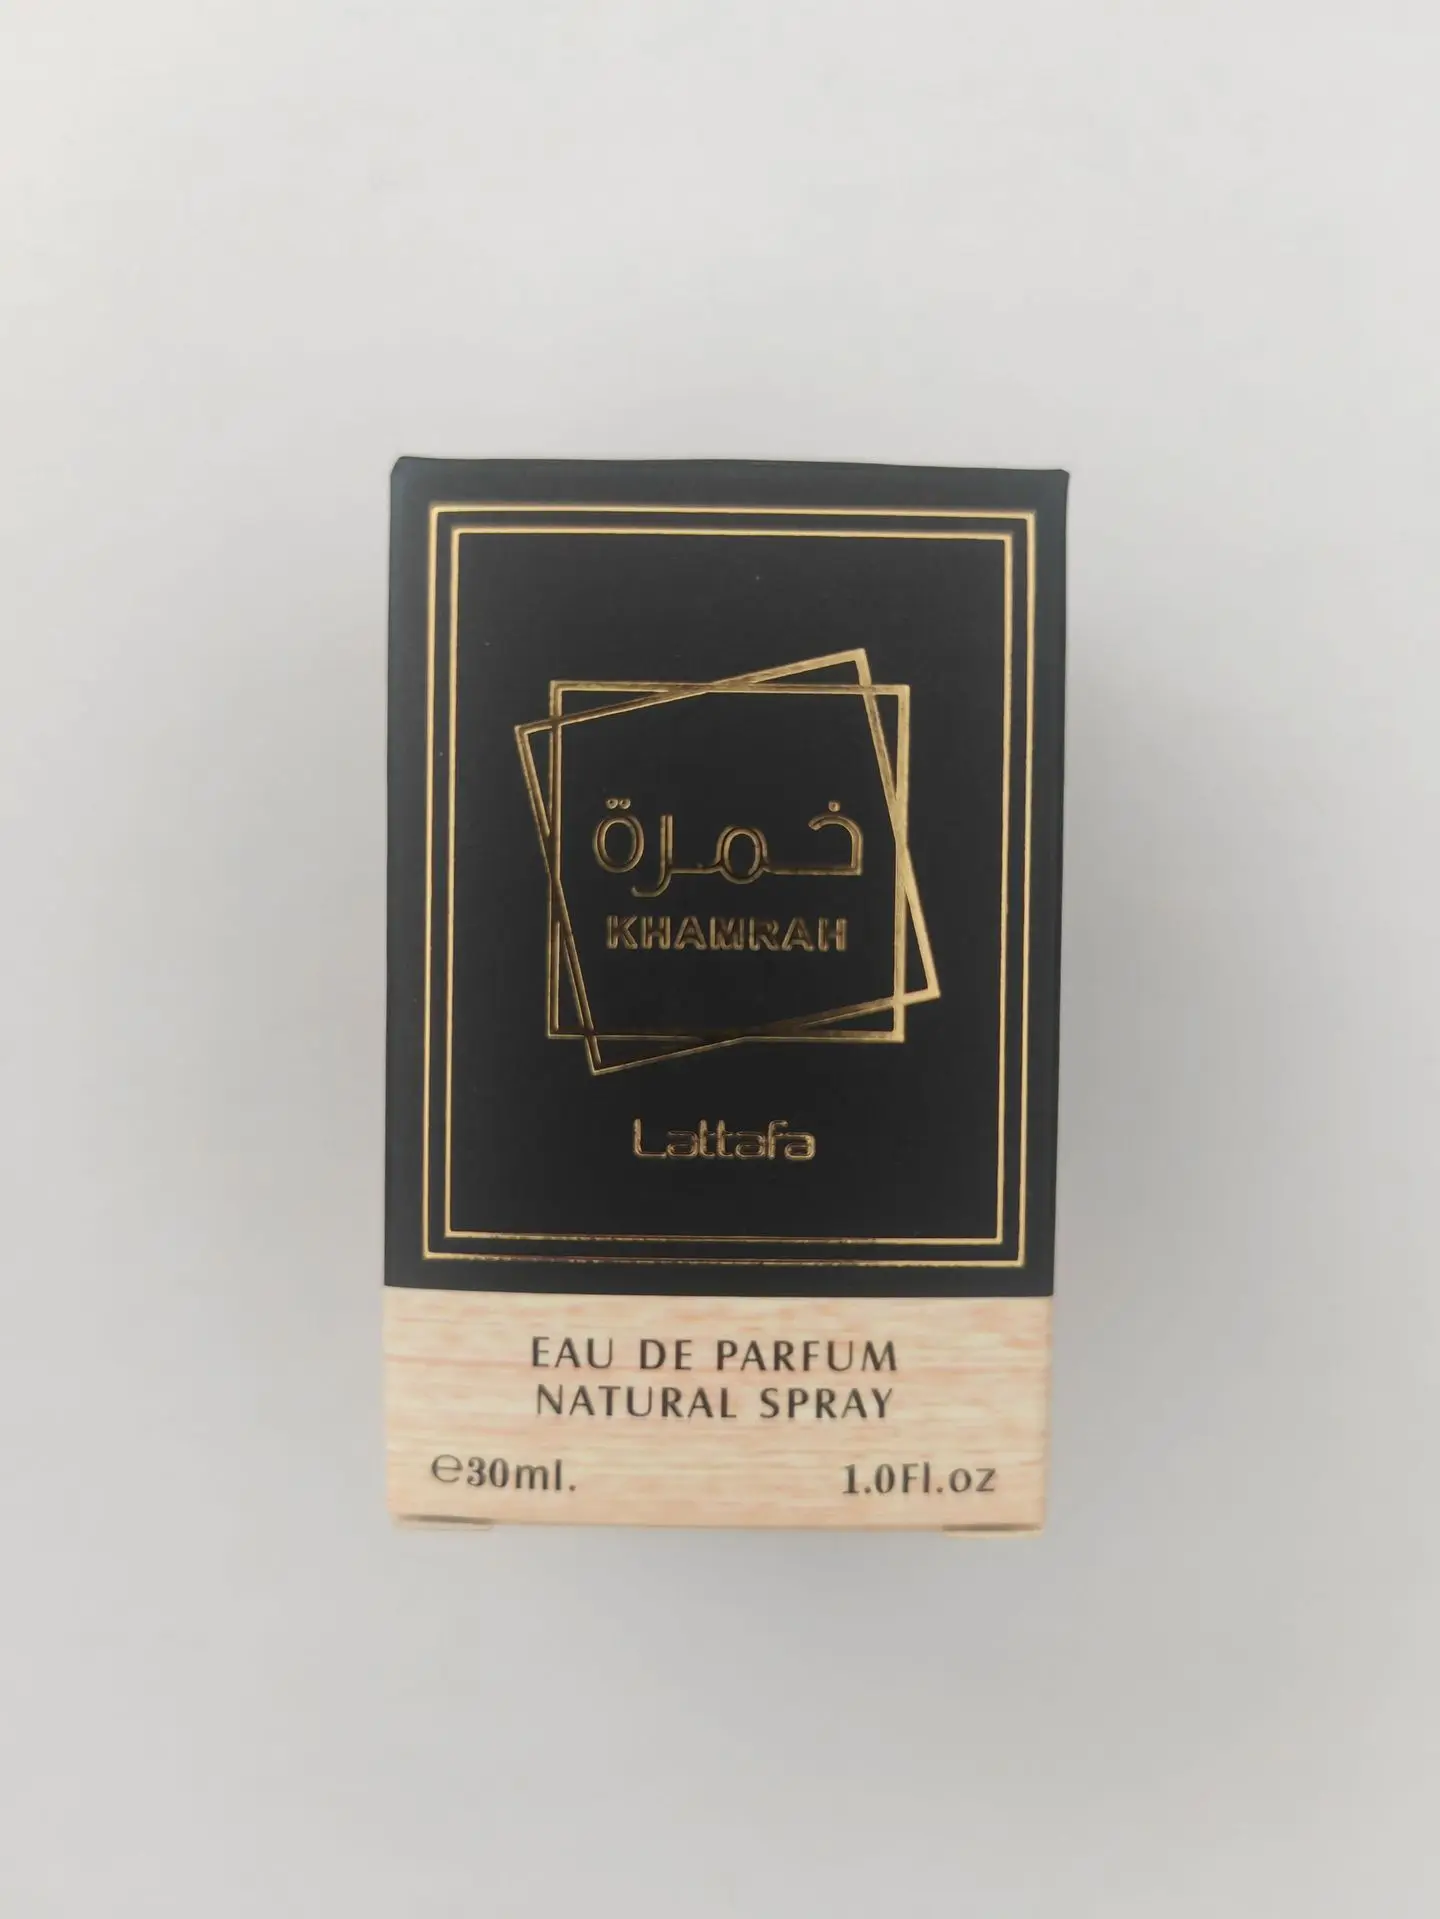 خمرة
KHAMRAH
Lattafa
EAU DE PARFUM
NATURAL SPRAY
℮30ml. 1.0Fl.oz